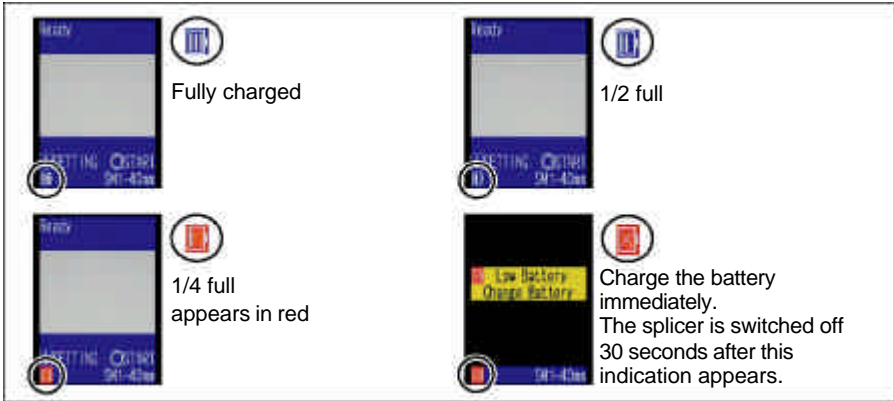 Ready
Fully charged
SETTING START
SM1-40mm
Ready
1/2 full
SETTING START
SM1-40mm
Ready
1/4 full
appears in red
SETTING START
SM1-40mm
Low Battery
Change Battery
Charge the battery
immediately.
The splicer is switched off
30 seconds after this
indication appears.
SM1-40mm